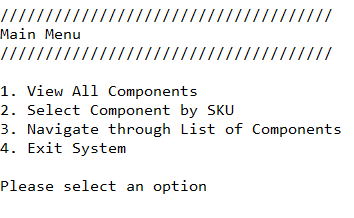 /////////////////////////////////////
Main Menu
/////////////////////////////////////
1. View All Components
2. Select Component by SKU
3. Navigate through List of Components
4. Exit System
Please select an option